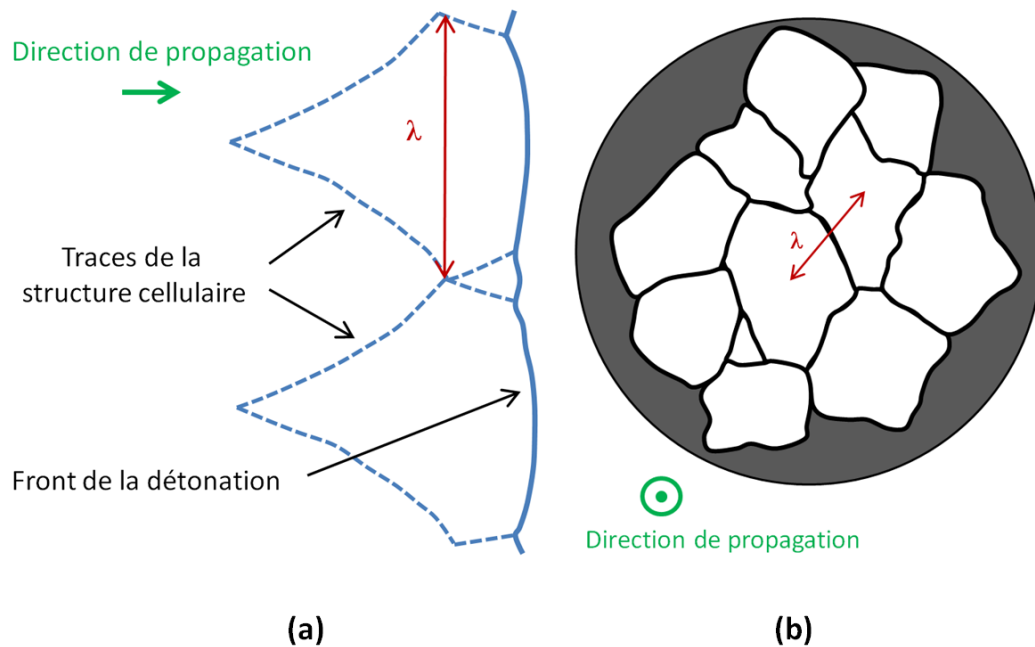 Direction de propagation
λ
Traces de la
structure cellulaire
Front de la détonation
(a)
λ
Direction de propagation
(b)